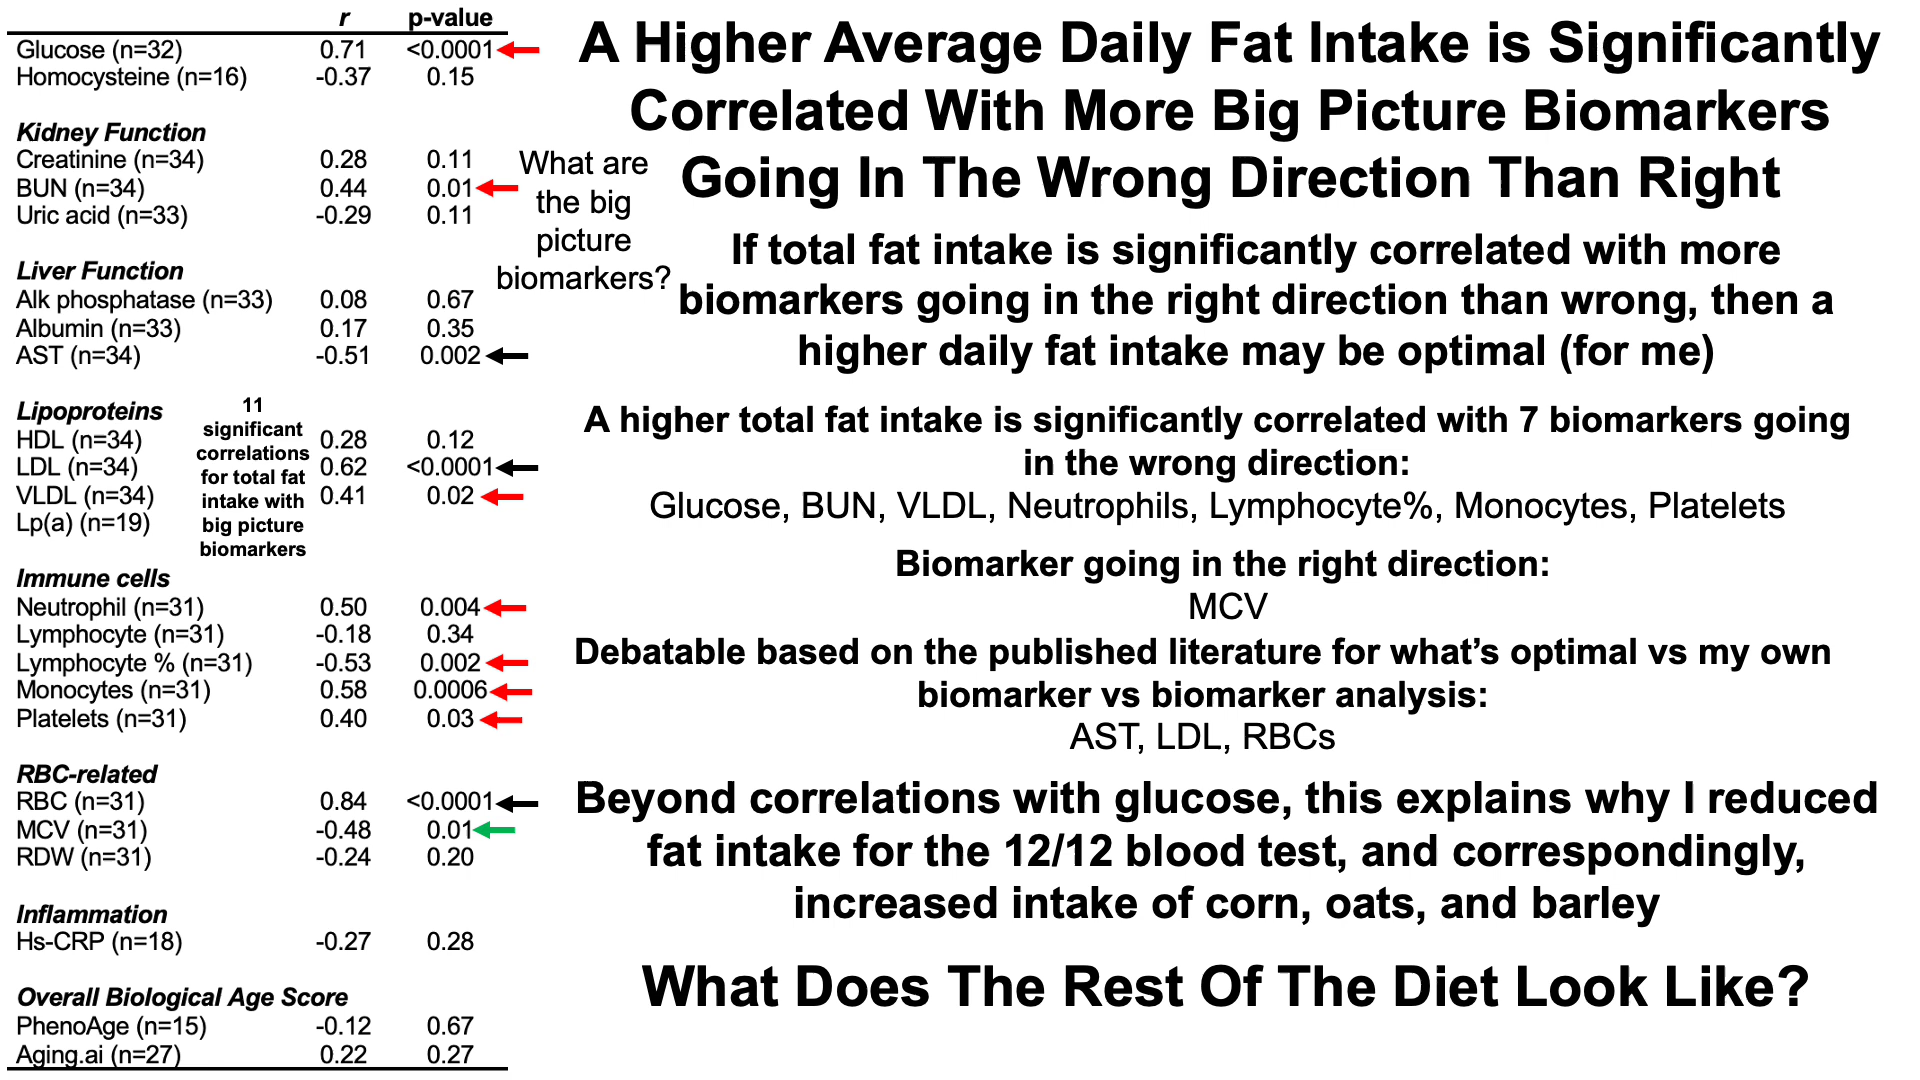 r p-value
Glucose (n=32) 0.71 <0.0001
Homocysteine (n=16) -0.37 0.15
Kidney Function
Creatinine (n=34) 0.28 0.11
BUN (n=34) 0.44 0.01
Uric acid (n=33) -0.29 0.11
Liver Function
Alk phosphatase (n=33) 0.08 0.67
Albumin (n=33) 0.17 0.35
AST (n=34) -0.51 0.002
Lipoproteins
HDL (n=34) 0.28 0.12
LDL (n=34) 0.62 <0.0001
VLDL (n=34) 0.41 0.02
Lp(a) (n=19)
11
significant
correlations
for total fat
intake with
big picture
biomarkers
Immune cells
Neutrophil (n=31) 0.50 0.004
Lymphocyte (n=31) -0.18 0.34
Lymphocyte % (n=31) -0.53 0.002
Monocytes (n=31) 0.58 0.0006
Platelets (n=31) 0.40 0.03
RBC-related
RBC (n=31) 0.84 <0.0001
MCV (n=31) -0.48 0.01
RDW (n=31) -0.24 0.20
Inflammation
Hs-CRP (n=18) -0.27 0.28
Overall Biological Age Score
PhenoAge (n=15) -0.12 0.67
Aging.ai (n=27) 0.22 0.27
What are
the big
picture
biomarkers?
A Higher Average Daily Fat Intake is Significantly
Correlated With More Big Picture Biomarkers
Going In The Wrong Direction Than Right
If total fat intake is significantly correlated with more
biomarkers going in the right direction than wrong, then a
higher daily fat intake may be optimal (for me)
A higher total fat intake is significantly correlated with 7 biomarkers going
in the wrong direction:
Glucose, BUN, VLDL, Neutrophils, Lymphocyte%, Monocytes, Platelets
Biomarker going in the right direction:
MCV
Debatable based on the published literature for what’s optimal vs my own
biomarker vs biomarker analysis:
AST, LDL, RBCs
Beyond correlations with glucose, this explains why I reduced
fat intake for the 12/12 blood test, and correspondingly,
increased intake of corn, oats, and barley
What Does The Rest Of The Diet Look Like?